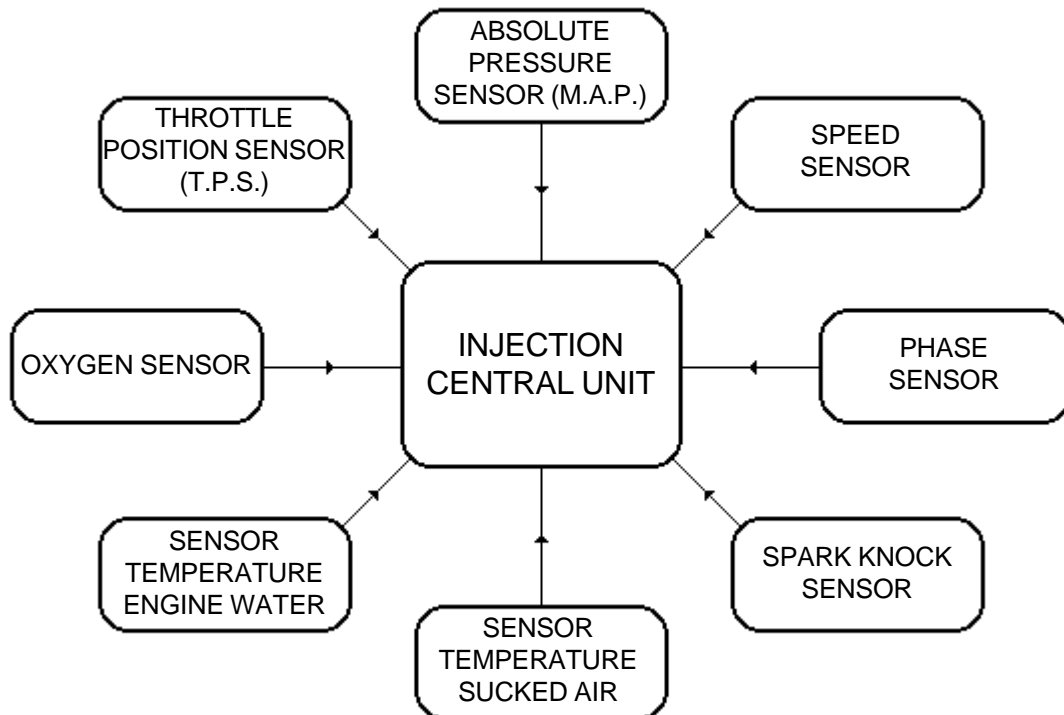 ABSOLUTE
PRESSURE
SENSOR (M.A.P.)
THROTTLE
POSITION SENSOR
(T.P.S.)
SPEED
SENSOR
OXYGEN SENSOR
INJECTION
CENTRAL UNIT
PHASE
SENSOR
SENSOR
TEMPERATURE
ENGINE WATER
SENSOR
TEMPERATURE
SUCKED AIR
SPARK KNOCK
SENSOR